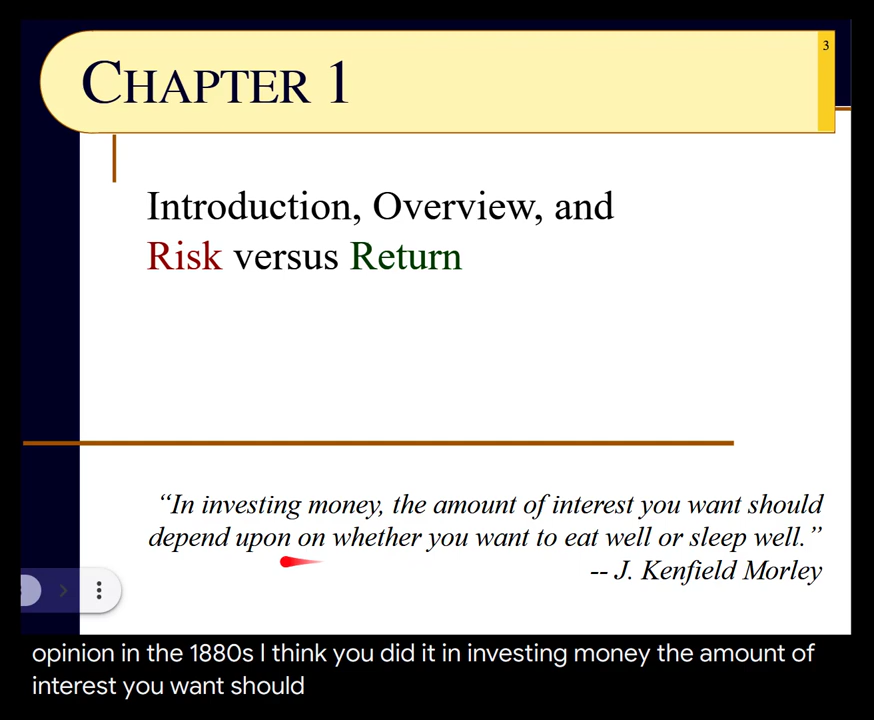 3
CHAPTER 1
Introduction, Overview, and
Risk versus Return
“In investing money, the amount of interest you want should
depend upon on whether you want to eat well or sleep well.”
-- J. Kenfield Morley
opinion in the 1880s I think you did it in investing money the amount of
interest you want should